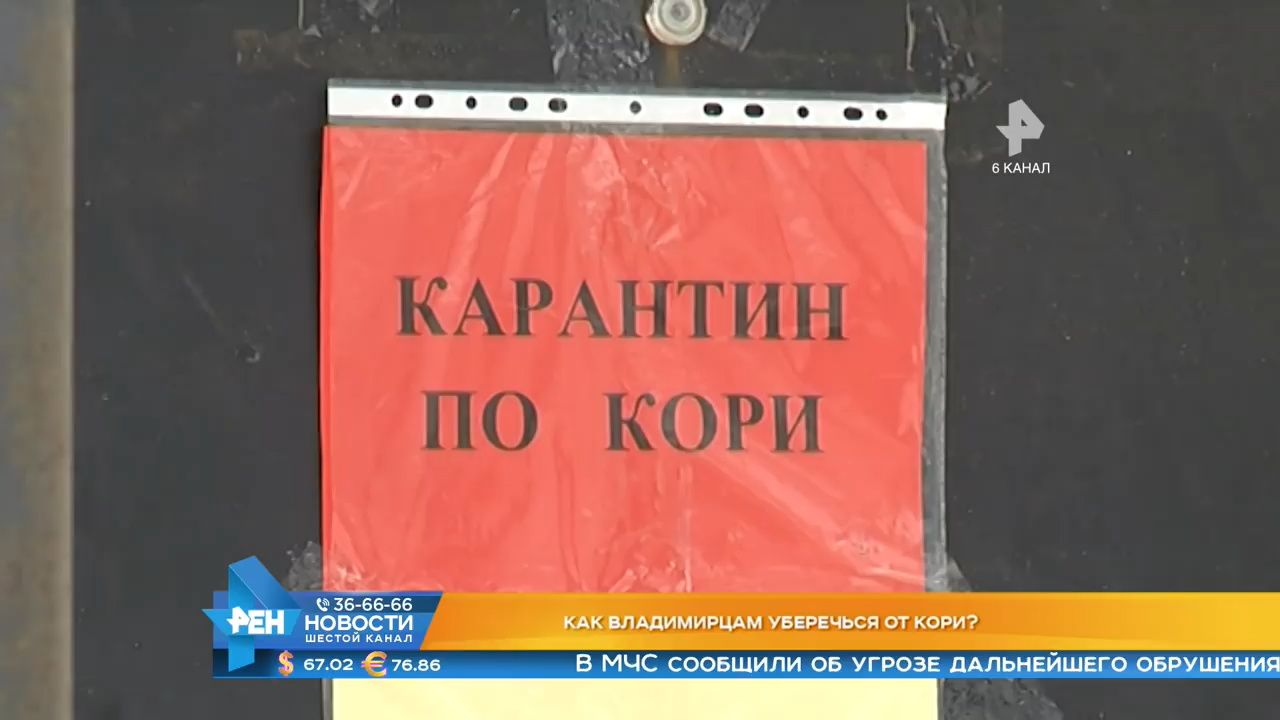 6 КАНАЛ
КАРАНТИН
ПО КОРИ
РЕН
36-66-66
НОВОСТИ
ШЕСТОЙ КАНАЛ
КАК ВЛАДИМИРЦАМ УБЕРЕЧЬСЯ ОТ КОРИ?
$ 67.02 € 76.86
В МЧС СООБЩИЛИ ОБ УГРОЗЕ ДАЛЬНЕЙШЕГО ОБРУШЕНИЯ